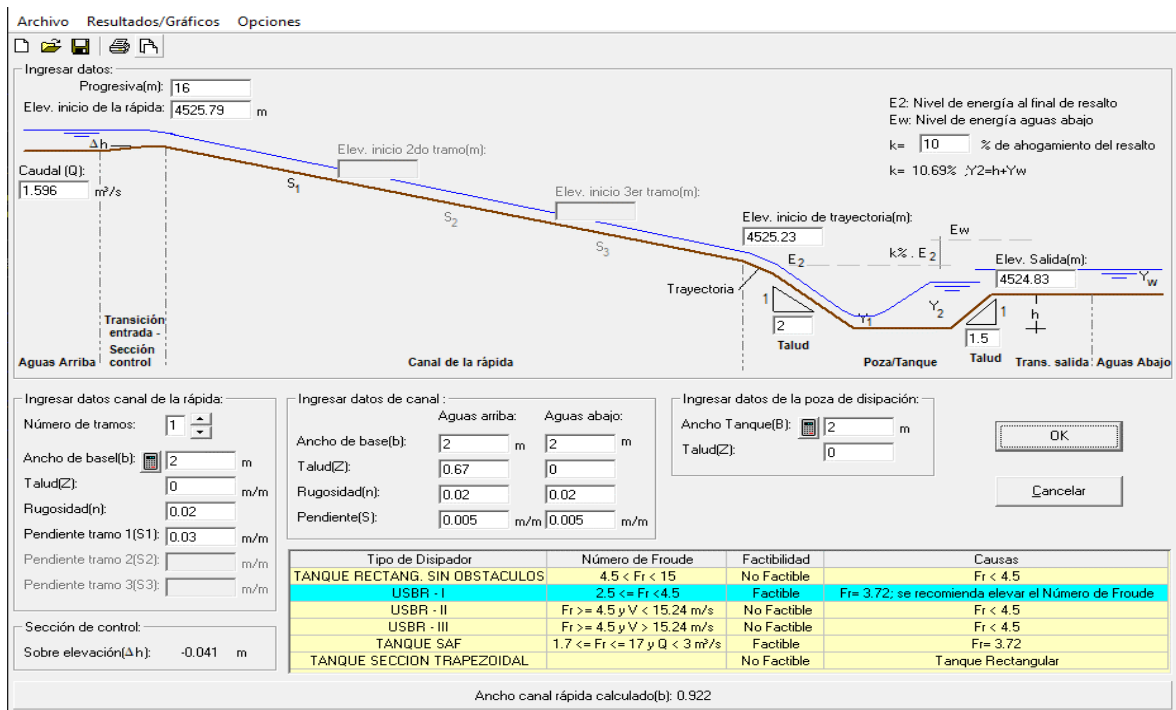 Archivo Resultados/Gráficos Opciones
Ingresar datos:
Progresiva(m): 16
Elev. inicio de la rápida: 4525.79 m
E2: Nivel de energía al final de resalto
Ew: Nivel de energía aguas abajo
k= 10 % de ahogamiento del resalto
k= 10.69% ;Y2=h+Yw
Δh
Elev. inicio 2do tramo(m):
Caudal (Q):
1.596 m³/s
S1
Elev. inicio 3er tramo(m):
S2
S3
Elev. inicio de trayectoria(m):
4525.23
Ew
E2
k% . E2
Elev. Salida(m):
4524.83
Yw
Trayectoria
1
2
Talud
Y1
Y2
1
1.5
Talud
h
Transición entrada - Sección control
Aguas Arriba
Canal de la rápida
Poza/Tanque
Trans. salida
Aguas Abajo
Ingresar datos canal de la rápida:
Número de tramos: 1
Ancho de basel(b): 2 m
Talud(Z): 0 m/m
Rugosidad(n): 0.02
Pendiente tramo 1(S1): 0.03 m/m
Pendiente tramo 2(S2): m/m
Pendiente tramo 3(S3): m/m
Sección de control:
Sobre elevación(Δh): -0.041 m
Ingresar datos de canal :
Aguas arriba: Aguas abajo:
Ancho de base(b): 2 m 2 m
Talud(Z): 0.67 0
Rugosidad(n): 0.02 0.02
Pendiente(S): 0.005 m/m 0.005 m/m
Ingresar datos de la poza de disipación:
Ancho Tanque(B): 2 m
Talud(Z): 0
OK
Cancelar
Tipo de Disipador Número de Froude Factibilidad Causas
TANQUE RECTANG. SIN OBSTACULOS 4.5 < Fr < 15 No Factible Fr < 4.5
USBR - I 2.5 <= Fr <4.5 Factible Fr= 3.72; se recomienda elevar el Número de Froude
USBR - II Fr >= 4.5 y V < 15.24 m/s No Factible Fr < 4.5
USBR - III Fr >= 4.5 y V > 15.24 m/s No Factible Fr < 4.5
TANQUE SAF 1.7 <= Fr <= 17 y Q < 3 m³/s Factible Fr= 3.72
TANQUE SECCION TRAPEZOIDAL No Factible Tanque Rectangular
Ancho canal rápida calculado(b): 0.922